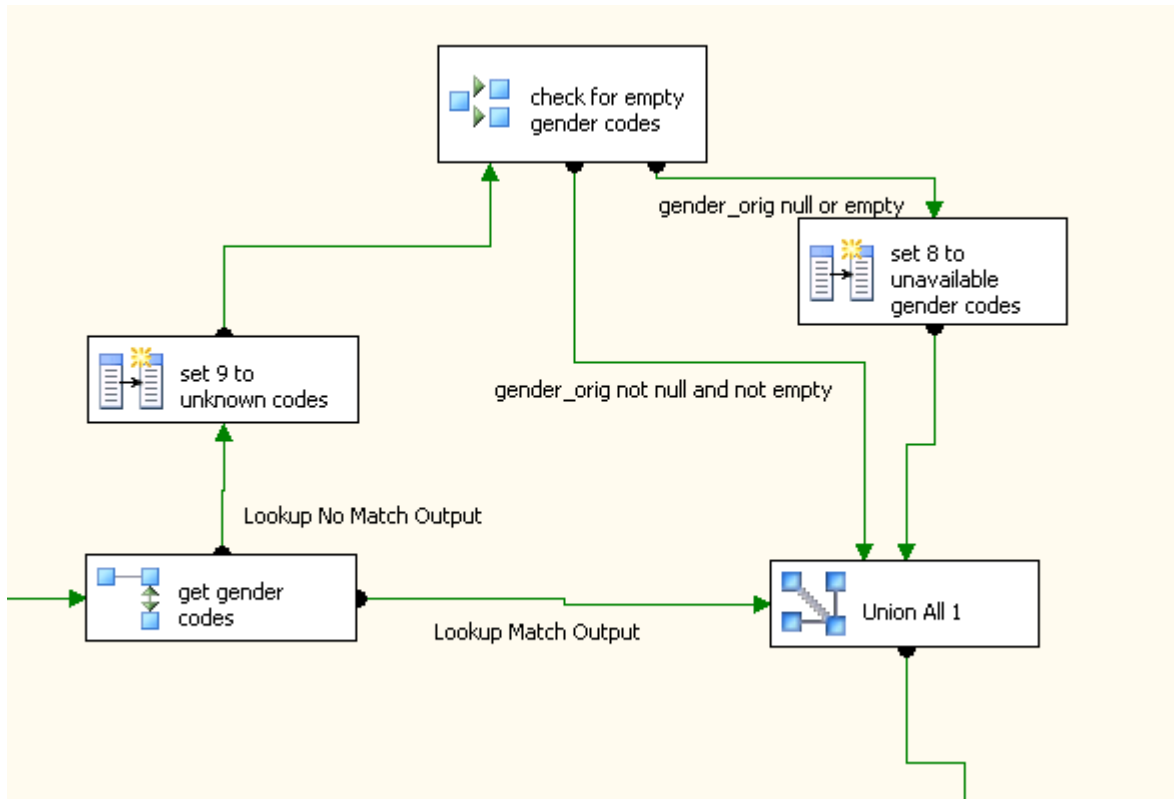 check for empty
gender codes
gender_orig null or empty
set 8 to
unavailable
gender codes
set 9 to
unknown codes
gender_orig not null and not empty
Lookup No Match Output
get gender
codes
Lookup Match Output
Union All 1